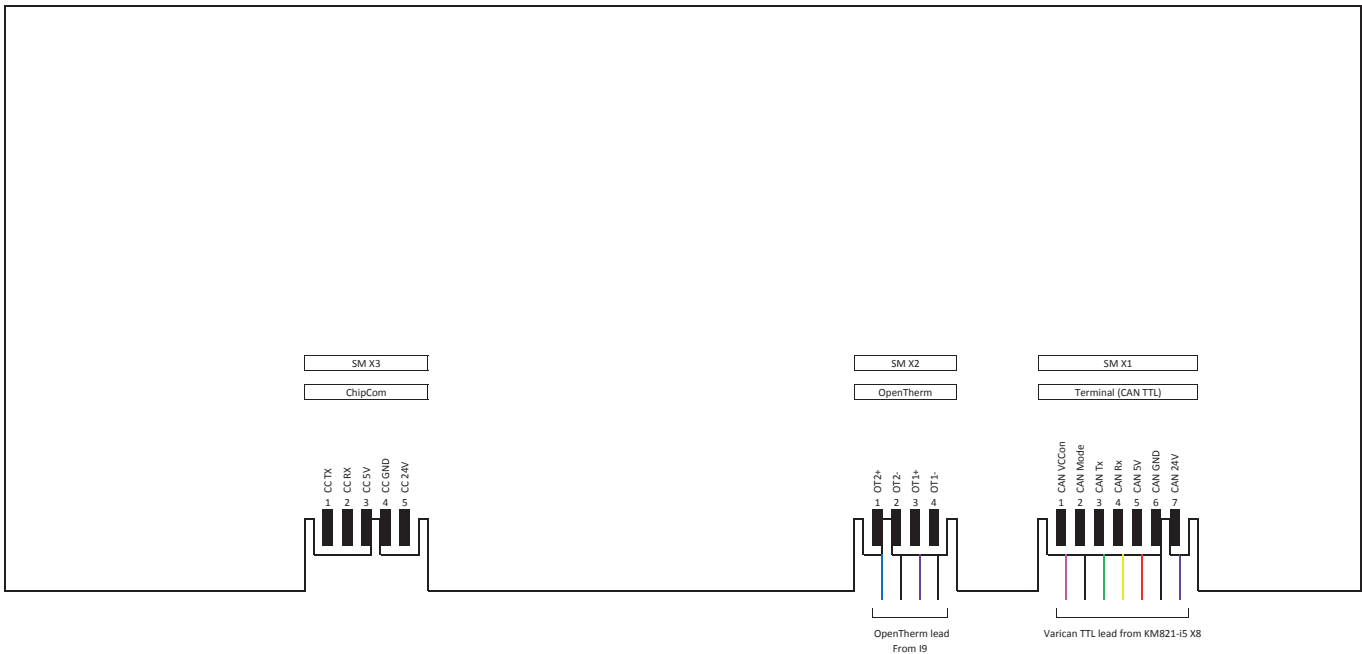 SM X3
ChipCom
CC TX
CC RX
CC 5V
CC GND
CC 24V
1 2 3 4 5
SM X2
OpenTherm
OT2+
OT2-
OT1+
OT1-
1 2 3 4
OpenTherm lead
From I9
SM X1
Terminal (CAN TTL)
CAN VCCon
CAN Mode
CAN Tx
CAN Rx
CAN 5V
CAN GND
CAN 24V
1 2 3 4 5 6 7
Varican TTL lead from KM821-i5 X8